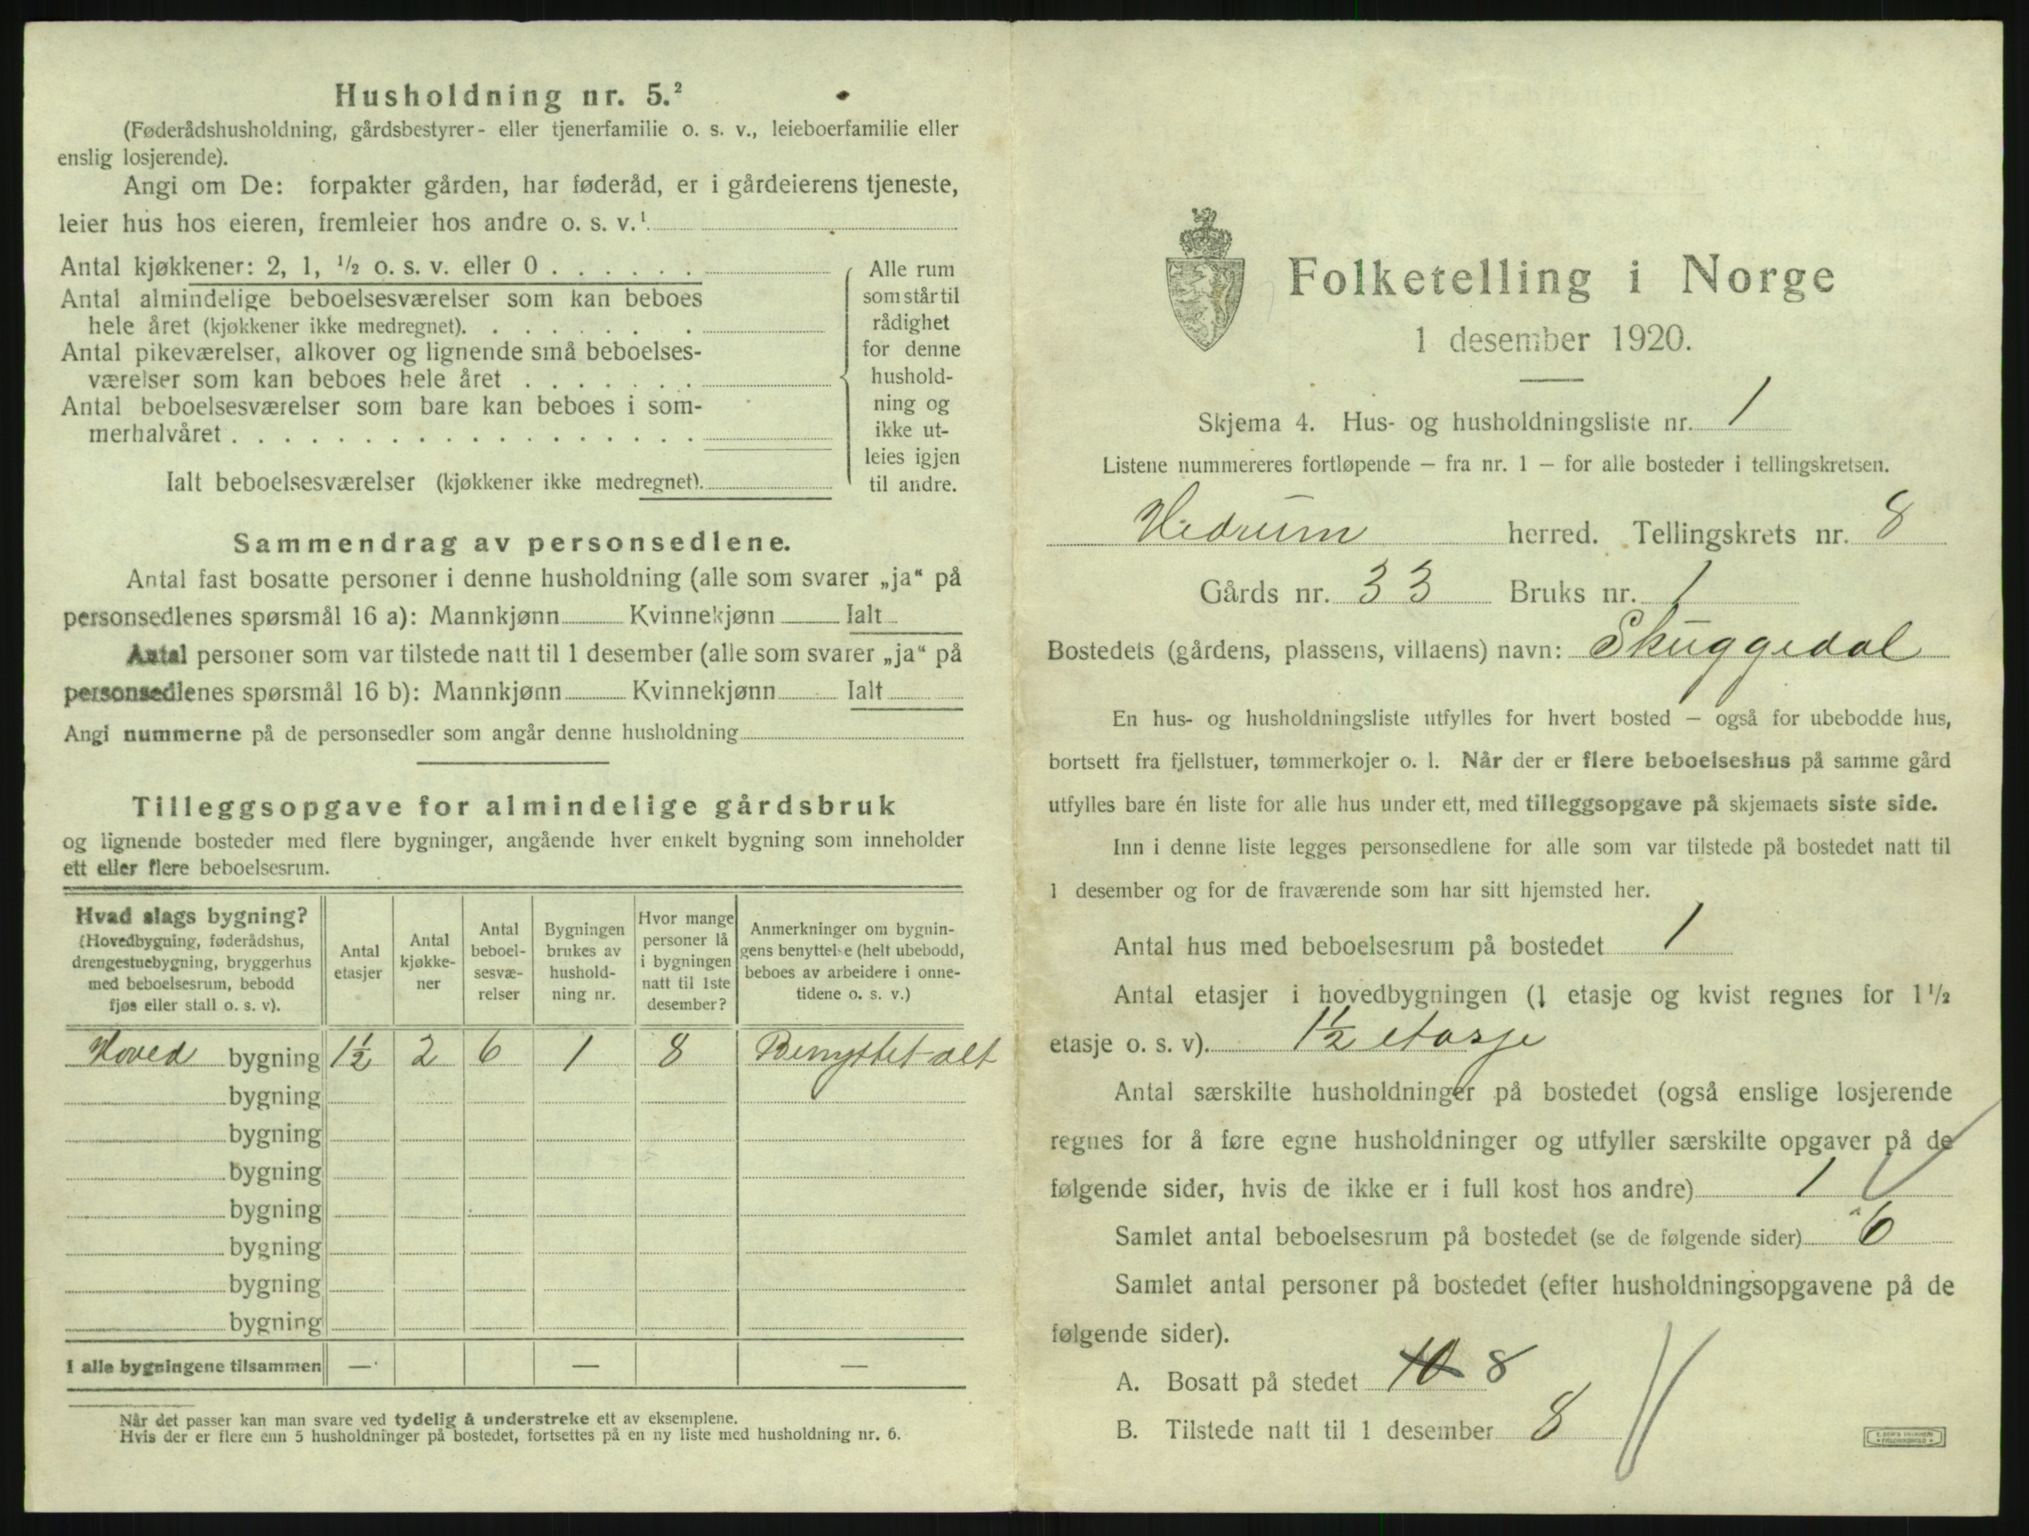 Husholdning nr. 5.²
(Føderådshusholdning, gårdsbestyrer- eller tjenerfamilie o. s. v., leieboerfamilie eller
enslig losjerende).
Angi om De: forpakter gården, har føderåd, er i gårdeierens tjeneste,
leier hus hos eieren, fremleier hos andre o. s. v.¹
Antal kjøkkener: 2, 1, ½ o. s. v. eller 0 . . . . . .
Antal almindelige beboelsesværelser som kan beboes
hele året (kjøkkener ikke medregnet). . . . . . . . .
Antal pikeværelser, alkover og lignende små beboelses-
værelser som kan beboes hele året . . . . . . .
Antal beboelsesværelser som bare kan beboes i som-
merhalvåret . . . . . . . . . . . . . . . . . .
Ialt beboelsesværelser (kjøkkener ikke medregnet).
Alle rum
som står til
rådighet
for denne
hushold-
ning og
ikke ut-
leies igjen
til andre.
Sammendrag av personsedlene.
Antal fast bosatte personer i denne husholdning (alle som svarer „ja“ på
personsedlenes spørsmål 16 a): Mannkjønn Kvinnekjønn Ialt
Antal personer som var tilstede natt til 1 desember (alle som svarer „ja“ på
personsedlenes spørsmål 16 b): Mannkjønn Kvinnekjønn Ialt
Angi nummerne på de personsedler som angår denne husholdning
Tilleggsopgave for almindelige gårdsbruk
og lignende bosteder med flere bygninger, angående hver enkelt bygning som inneholder
ett eller flere beboelsesrum.
Hvad slags bygning?
(Hovedbygning, føderådshus,
drengestuebygning, bryggerhus
med beboelsesrum, bebodd
fjøs eller stall o. s. v).
Antal
etasjer
Antal
kjøkke-
ner
Antal
beboel-
sesvæ-
relser
Bygningen
brukes av
hushold-
ning nr.
Hvor mange
personer lå
i bygningen
natt til 1ste
desember?
Anmerkninger om bygnin-
gens benyttelse (helt ubebodd,
beboes av arbeidere i onne-
tidene o. s. v.)
Hoved bygning 1½ 2 6 1 8 Benyttet alt
bygning
bygning
bygning
bygning
bygning
bygning
bygning
I alle bygningene tilsammen — — —
Når det passer kan man svare ved tydelig å understreke ett av eksemplene.
Hvis der er flere enn 5 husholdninger på bostedet, fortsettes på en ny liste med husholdning nr. 6.
Folketelling i Norge
1 desember 1920.
Skjema 4. Hus- og husholdningsliste nr. 1
Listene nummereres fortløpende – fra nr. 1 – for alle bosteder i tellingskretsen.
Hedrum herred. Tellingskrets nr. 8
Gårds nr. 33 Bruks nr. 1
Bostedets (gårdens, plassens, villaens) navn: Skuggedal
En hus- og husholdningsliste utfylles for hvert bosted – også for ubebodde hus,
bortsett fra fjellstuer, tømmerkojer o. l. Når der er flere beboelseshus på samme gård
utfylles bare én liste for alle hus under ett, med tilleggsopgave på skjemaets siste side.
Inn i denne liste legges personsedlene for alle som var tilstede på bostedet natt til
1 desember og for de fraværende som har sitt hjemsted her.
Antal hus med beboelsesrum på bostedet 1
Antal etasjer i hovedbygningen (1 etasje og kvist regnes for 1½
etasje o. s. v). 1½ etasje
Antal særskilte husholdninger på bostedet (også enslige losjerende
regnes for å føre egne husholdninger og utfyller særskilte opgaver på de
følgende sider, hvis de ikke er i full kost hos andre) 1
Samlet antal beboelsesrum på bostedet (se de følgende sider) 6
Samlet antal personer på bostedet (efter husholdningsopgavene på de
følgende sider).
A. Bosatt på stedet 10 8
B. Tilstede natt til 1 desember 8